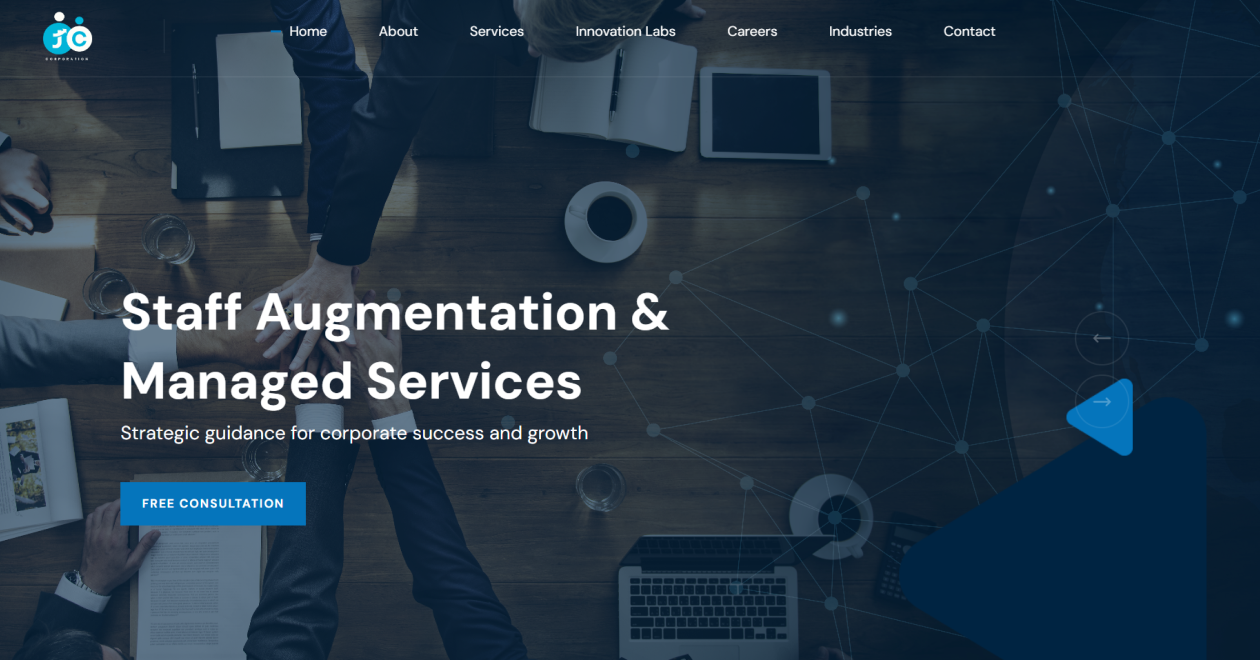 JC
CORPORATION
Home About Services Innovation Labs Careers Industries Contact
Staff Augmentation &
Managed Services
Strategic guidance for corporate success and growth
FREE CONSULTATION